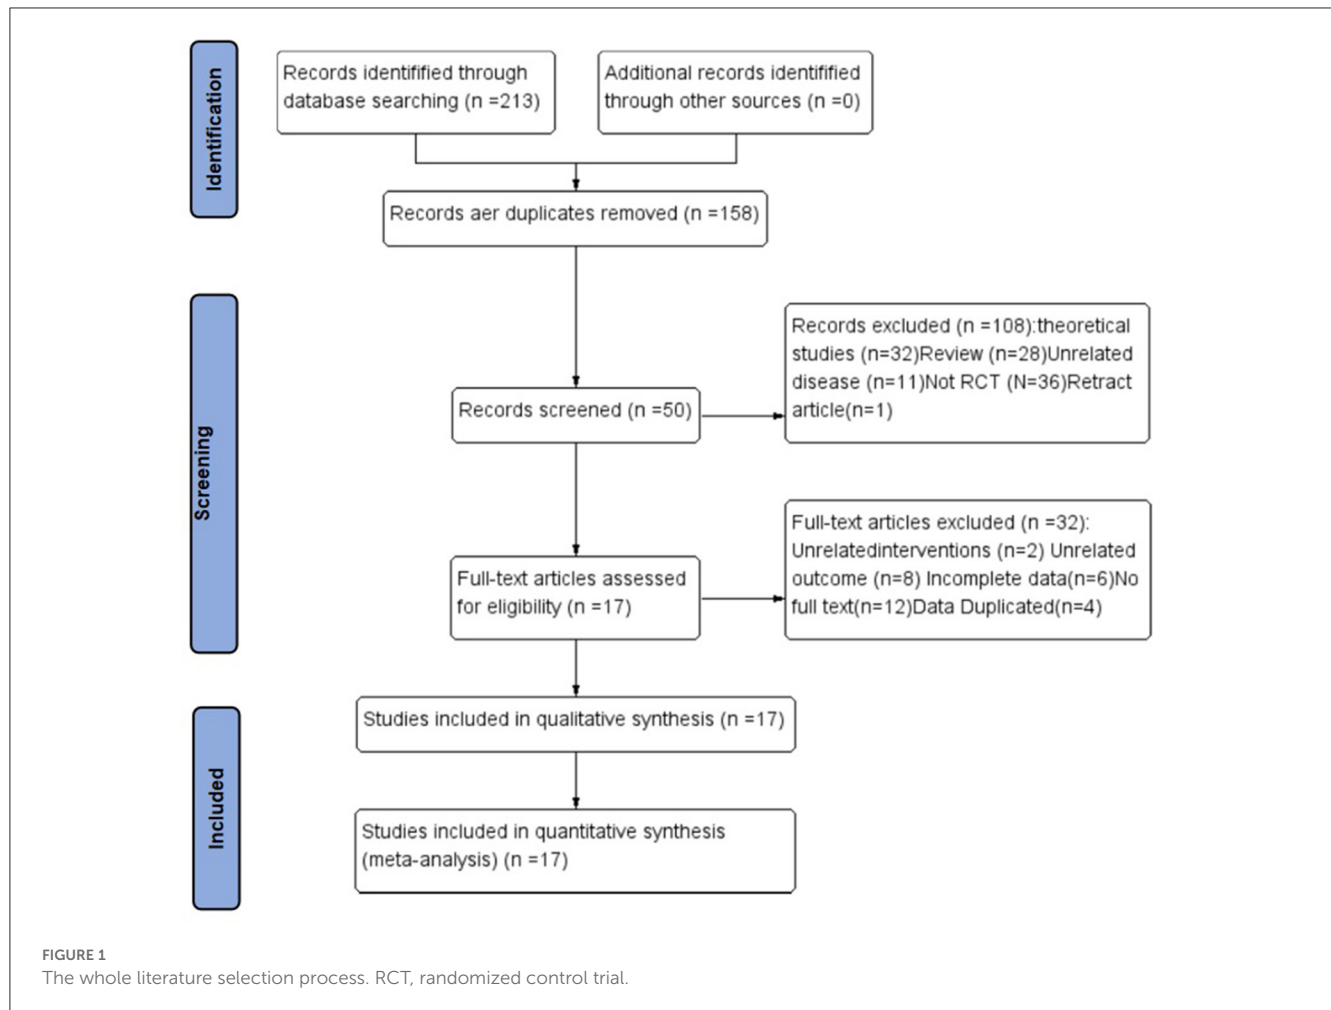 Identification
Records identifified through
database searching (n =213)
Additional records identifified
through other sources (n =0)
Records aer duplicates removed (n =158)
Screening
Records excluded (n =108):theoretical
studies (n=32)Review (n=28)Unrelated
disease (n=11)Not RCT (N=36)Retract
article(n=1)
Records screened (n =50)
Full-text articles excluded (n =32):
Unrelatedinterventions (n=2) Unrelated
outcome (n=8) Incomplete data(n=6)No
full text(n=12)Data Duplicated(n=4)
Full-text articles assessed
for eligibility (n =17)
Included
Studies included in qualitative synthesis (n =17)
Studies included in quantitative synthesis
(meta-analysis) (n =17)
FIGURE 1
The whole literature selection process. RCT, randomized control trial.